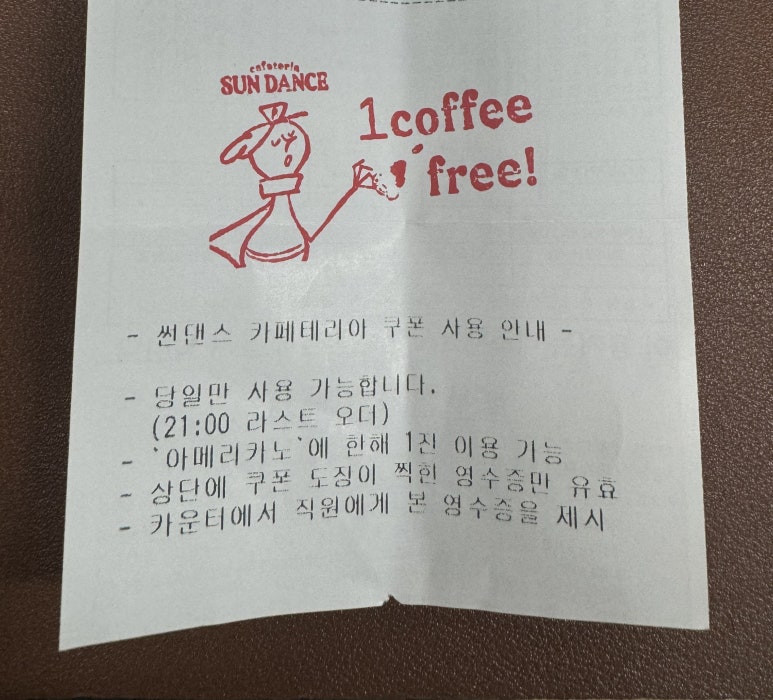 cafeteria
SUN DANCE
1 coffee
free!
- 썬댄스 카페테리아 쿠폰 사용 안내 -
- 당일만 사용 가능합니다.
(21:00 라스트 오더)
- `아메리카노`에 한해 1잔 이용 가능
- 상단에 쿠폰 도장이 찍힌 영수증만 유효
- 카운터에서 직원에게 본 영수증을 제시